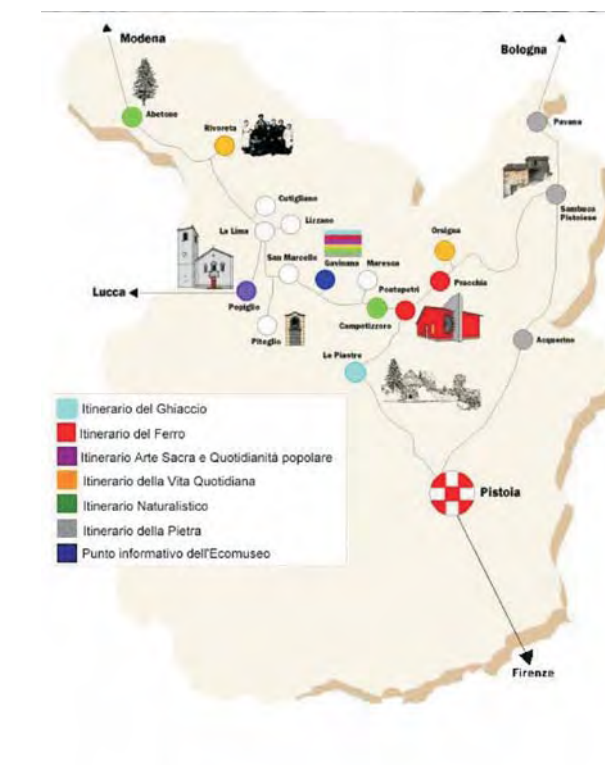 Modena
Bologna
Abetone
Rivoreta
Pavana
Cutigliano
Lizzano
La Lima
Sambuca
Pistoiese
Orsigna
San Marcello
Gavinana
Maresca
Pracchia
Lucca
Popiglio
Pontepetri
Campotizzoro
Piteglio
Acquerino
Le Piastre
Itinerario del Ghiaccio
Itinerario del Ferro
Itinerario Arte Sacra e Quotidianità popolare
Itinerario della Vita Quotidiana
Itinerario Naturalistico
Itinerario della Pietra
Punto informativo dell'Ecomuseo
Pistoia
Firenze